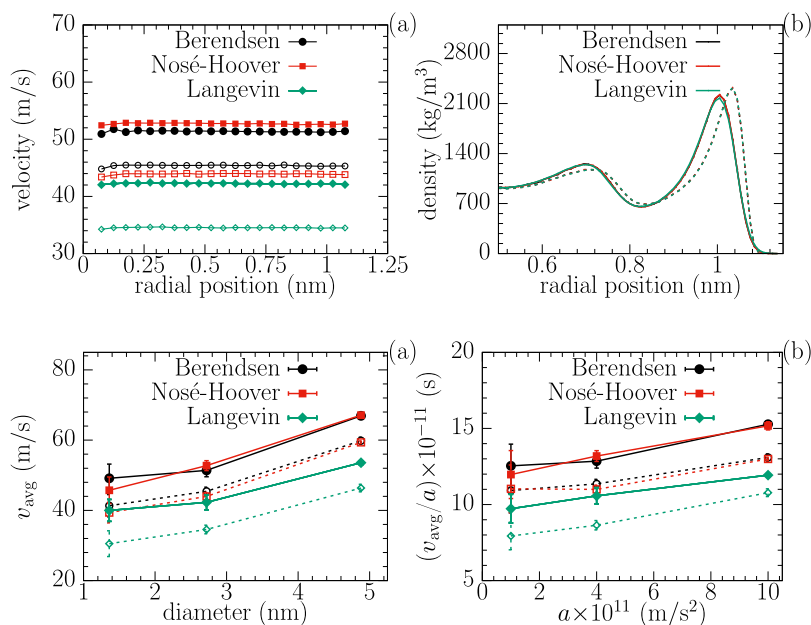 (a)
Berendsen
Nosé-Hoover
Langevin
velocity (m/s)
70
60
50
40
30
0 0.25 0.5 0.75 1 1.25
radial position (nm)
(b)
Berendsen
Nosé-Hoover
Langevin
density (kg/m³)
2800
2100
1400
700
0
0.6 0.8 1
radial position (nm)
(a)
Berendsen
Nosé-Hoover
Langevin
v_avg (m/s)
80
60
40
20
1 2 3 4 5
diameter (nm)
(b)
Berendsen
Nosé-Hoover
Langevin
(v_avg/a)×10⁻¹¹ (s)
20
15
10
5
0 2 4 6 8 10
a×10¹¹ (m/s²)